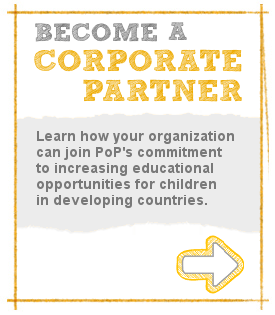 BECOME A
CORPORATE
PARTNER
Learn how your organization
can join PoP's commitment
to increasing educational
opportunities for children
in developing countries.